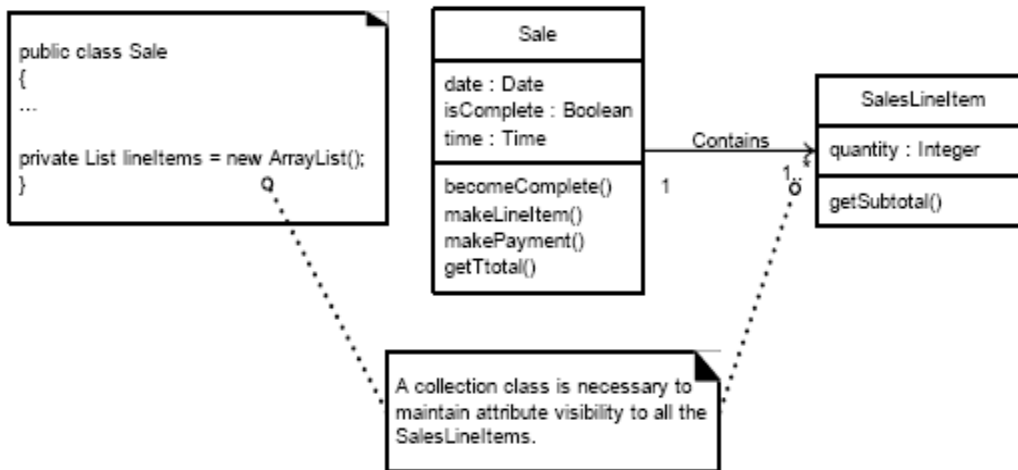 public class Sale
{
...
private List lineItems = new ArrayList();
}
Sale
date : Date
isComplete : Boolean
time : Time
becomeComplete()
makeLineItem()
makePayment()
getTtotal()
Contains
1
1..*
SalesLineItem
quantity : Integer
getSubtotal()
A collection class is necessary to
maintain attribute visibility to all the
SalesLineItems.